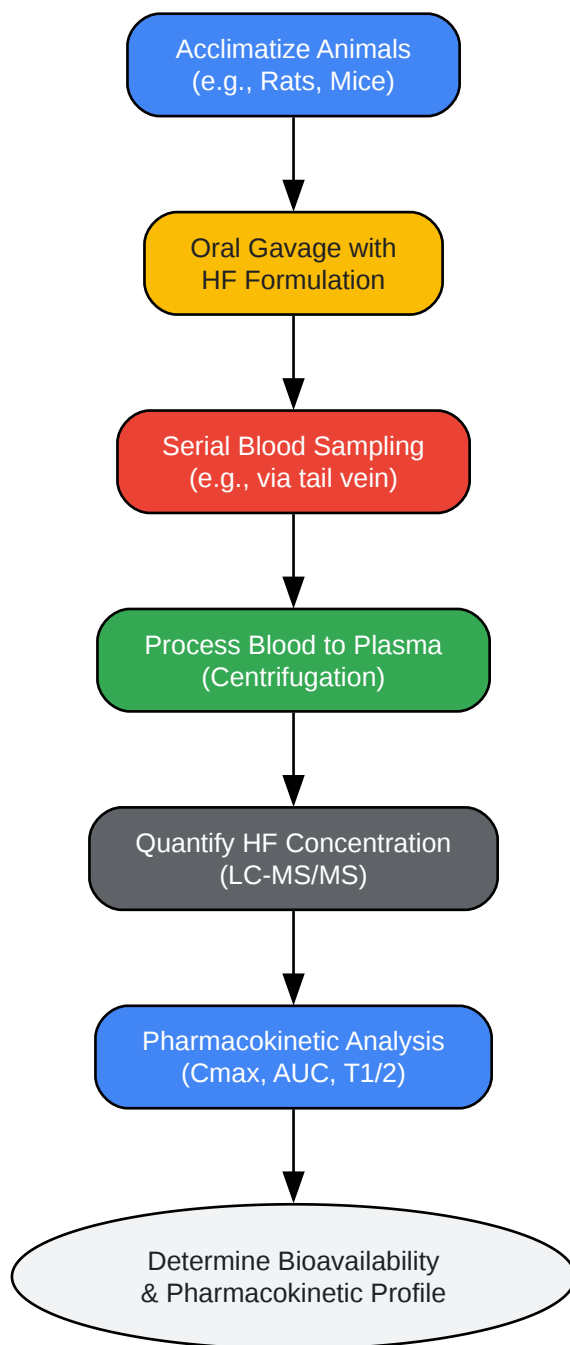 Acclimatize Animals
(e.g., Rats, Mice)
Oral Gavage with
HF Formulation
Serial Blood Sampling
(e.g., via tail vein)
Process Blood to Plasma
(Centrifugation)
Quantify HF Concentration
(LC-MS/MS)
Pharmacokinetic Analysis
(Cmax, AUC, T1/2)
Determine Bioavailability
& Pharmacokinetic Profile